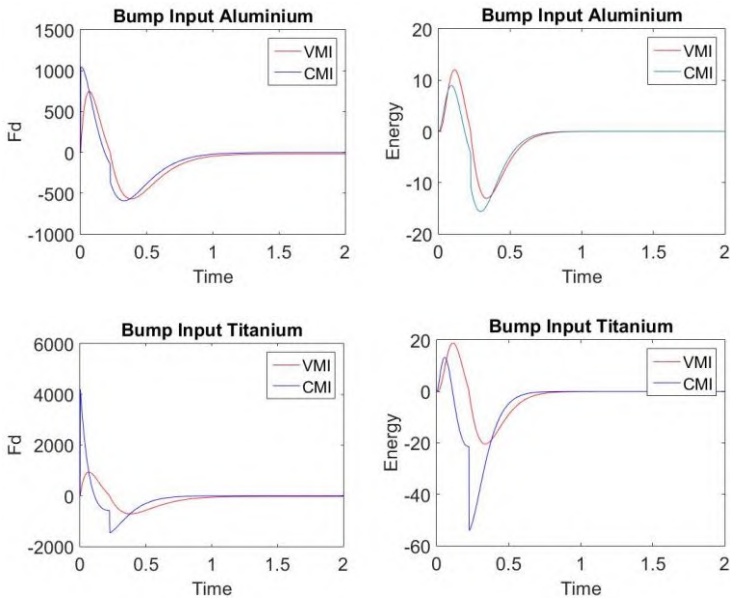 Bump Input Aluminium
1500
1000
500
0
-500
-1000
Fd
0 0.5 1 1.5 2
Time
VMI
CMI
Bump Input Aluminium
20
10
0
-10
-20
Energy
0 0.5 1 1.5 2
Time
VMI
CMI
Bump Input Titanium
6000
4000
2000
0
-2000
Fd
0 0.5 1 1.5 2
Time
VMI
CMI
Bump Input Titanium
20
0
-20
-40
-60
Energy
0 0.5 1 1.5 2
Time
VMI
CMI